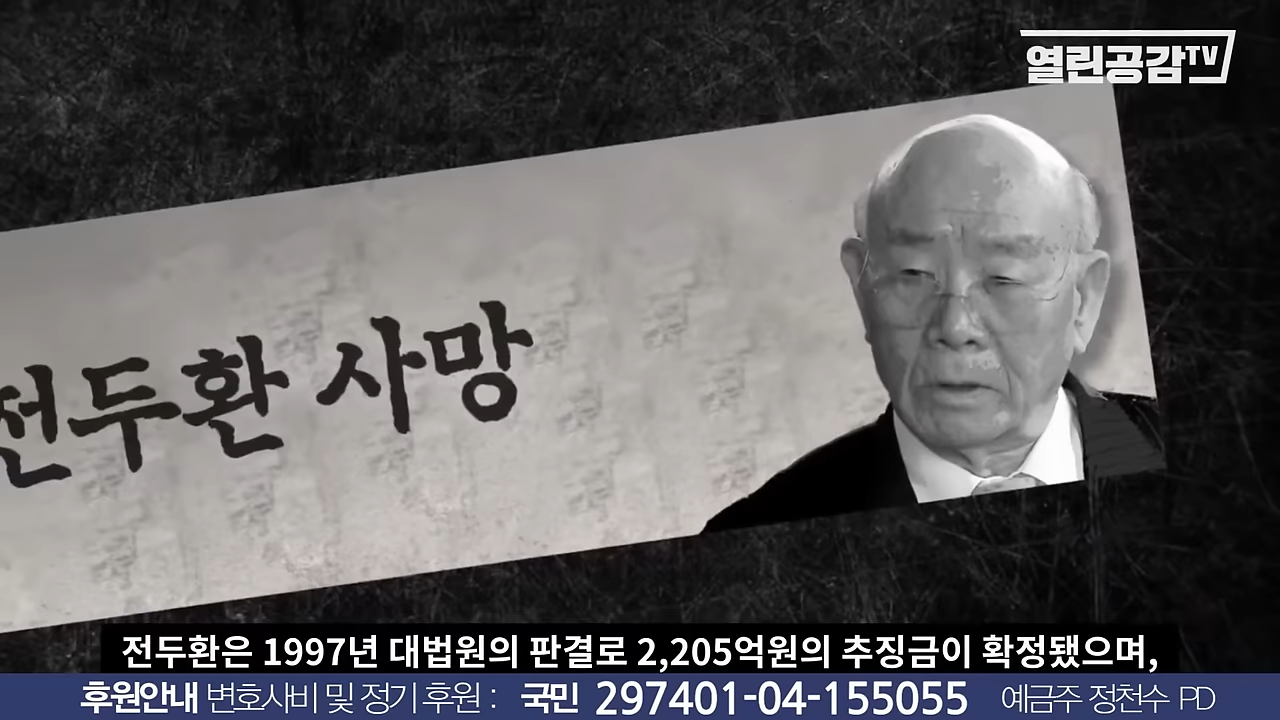 열린공감TV
전두환 사망
전두환은 1997년 대법원의 판결로 2,205억원의 추징금이 확정됐으며,
후원안내 변호사비 및 정기 후원 : 국민 297401-04-155055 예금주 정천수 PD